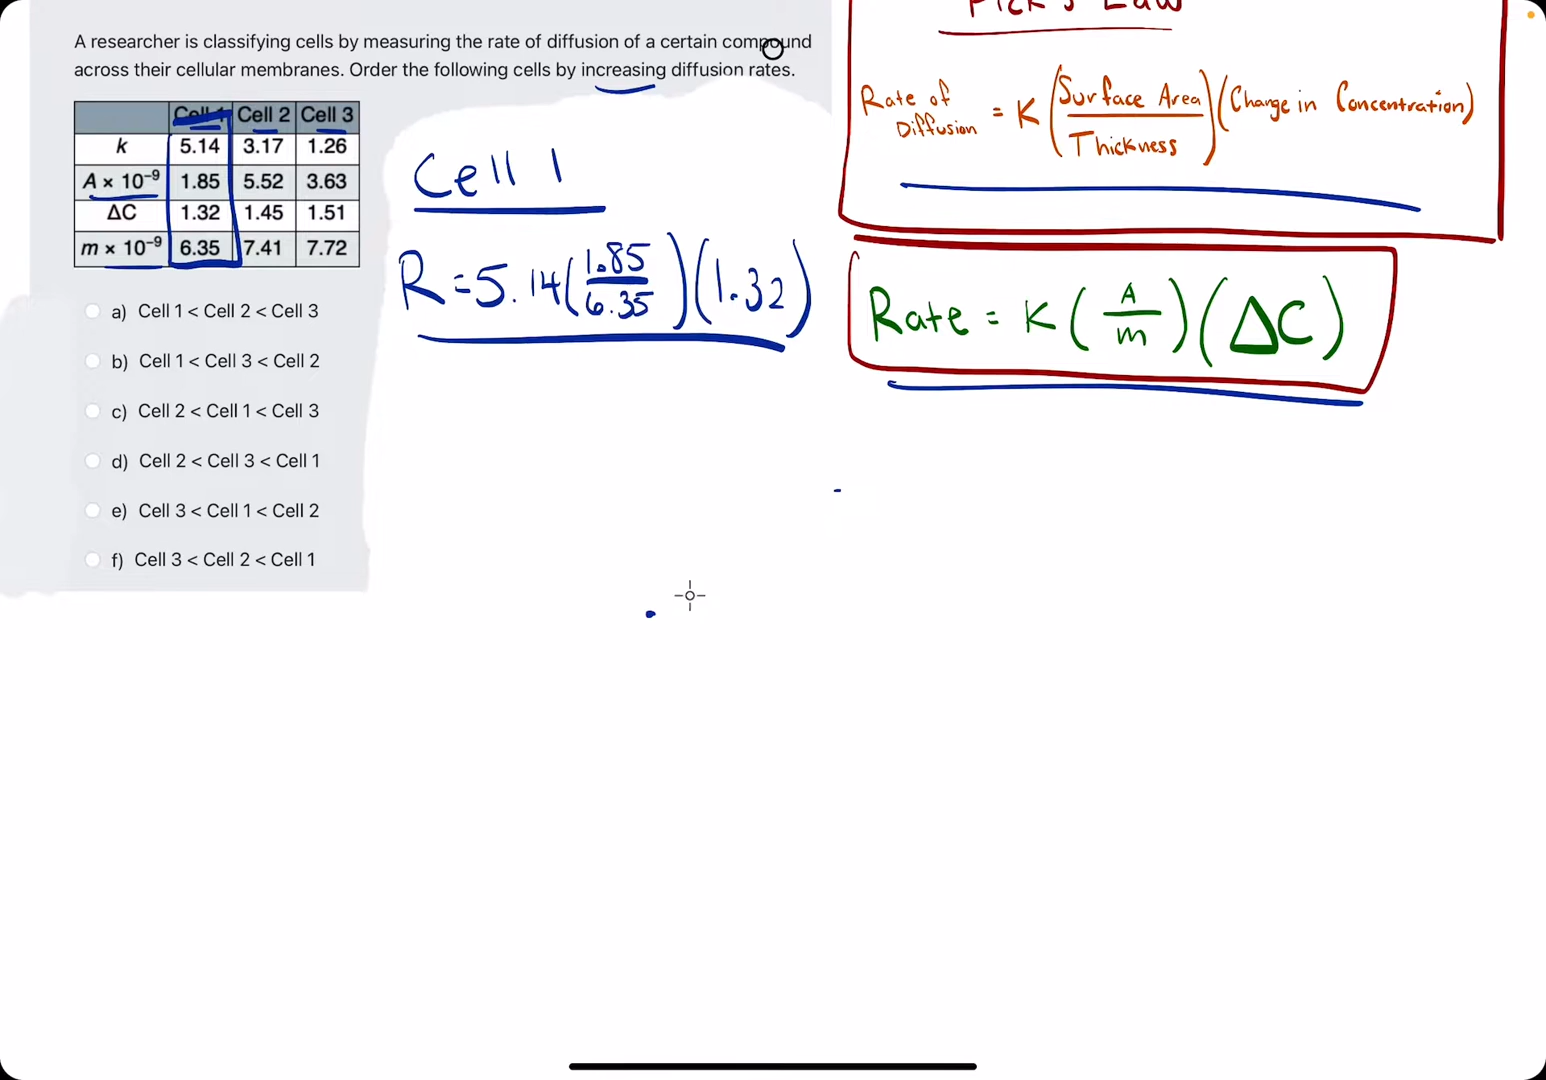 Fick's Law
A researcher is classifying cells by measuring the rate of diffusion of a certain compound
across their cellular membranes. Order the following cells by increasing diffusion rates.
Rate of Diffusion = K (Surface Area / Thickness) (Change in Concentration)
Cell 1 Cell 2 Cell 3
k 5.14 3.17 1.26
A × 10⁻⁹ 1.85 5.52 3.63
ΔC 1.32 1.45 1.51
m × 10⁻⁹ 6.35 7.41 7.72
Cell 1
R = 5.14 (1.85 / 6.35) (1.32)
Rate = K (A / m) (ΔC)
a) Cell 1 < Cell 2 < Cell 3
b) Cell 1 < Cell 3 < Cell 2
c) Cell 2 < Cell 1 < Cell 3
d) Cell 2 < Cell 3 < Cell 1
e) Cell 3 < Cell 1 < Cell 2
f) Cell 3 < Cell 2 < Cell 1